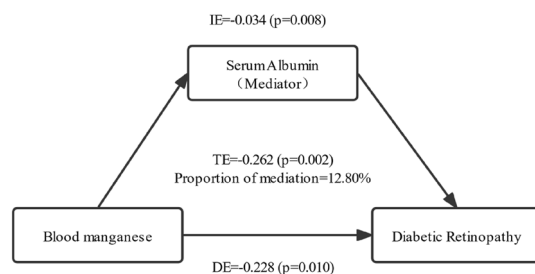 IE=-0.034 (p=0.008)
Serum Albumin
（Mediator）
TE=-0.262 (p=0.002)
Proportion of mediation=12.80%
Blood manganese
Diabetic Retinopathy
DE=-0.228 (p=0.010)